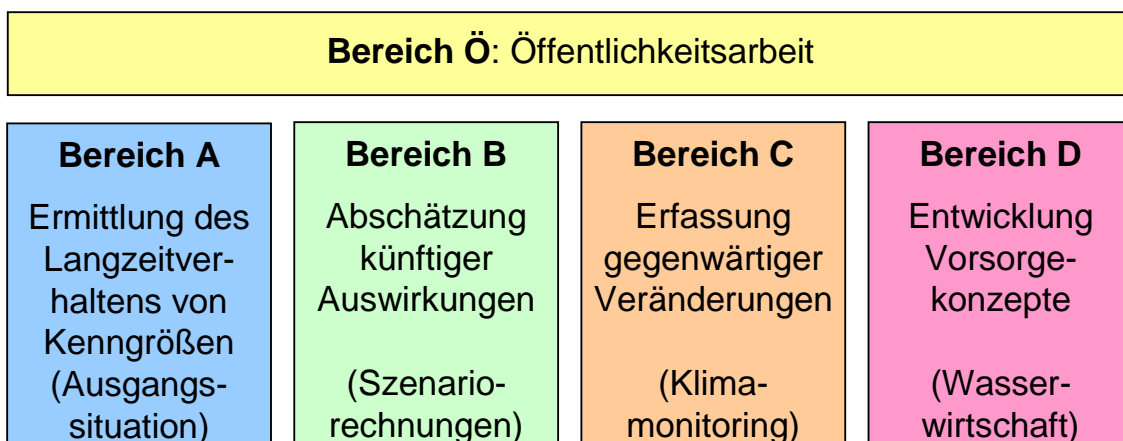 Bereich Ö: Öffentlichkeitsarbeit
Bereich A
Ermittlung des
Langzeitver-
haltens von
Kenngrößen
(Ausgangs-
situation)
Bereich B
Abschätzung
künftiger
Auswirkungen
(Szenario-
rechnungen)
Bereich C
Erfassung
gegenwärtiger
Veränderungen
(Klima-
monitoring)
Bereich D
Entwicklung
Vorsorge-
konzepte
(Wasser-
wirtschaft)